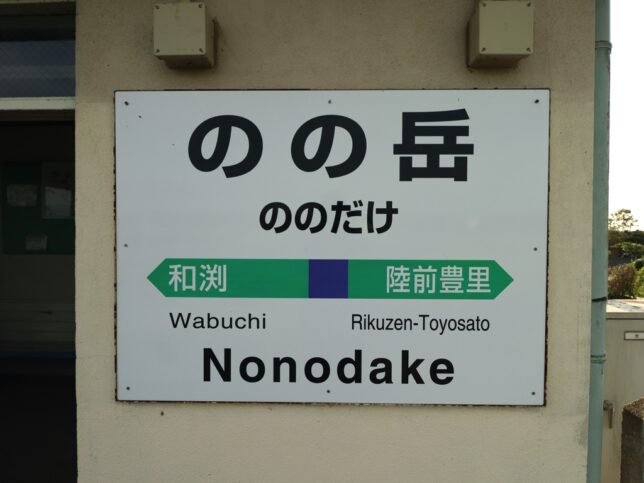 のの岳
ののだけ
和渕 陸前豊里
Wabuchi Rikuzen-Toyosato
Nonodake